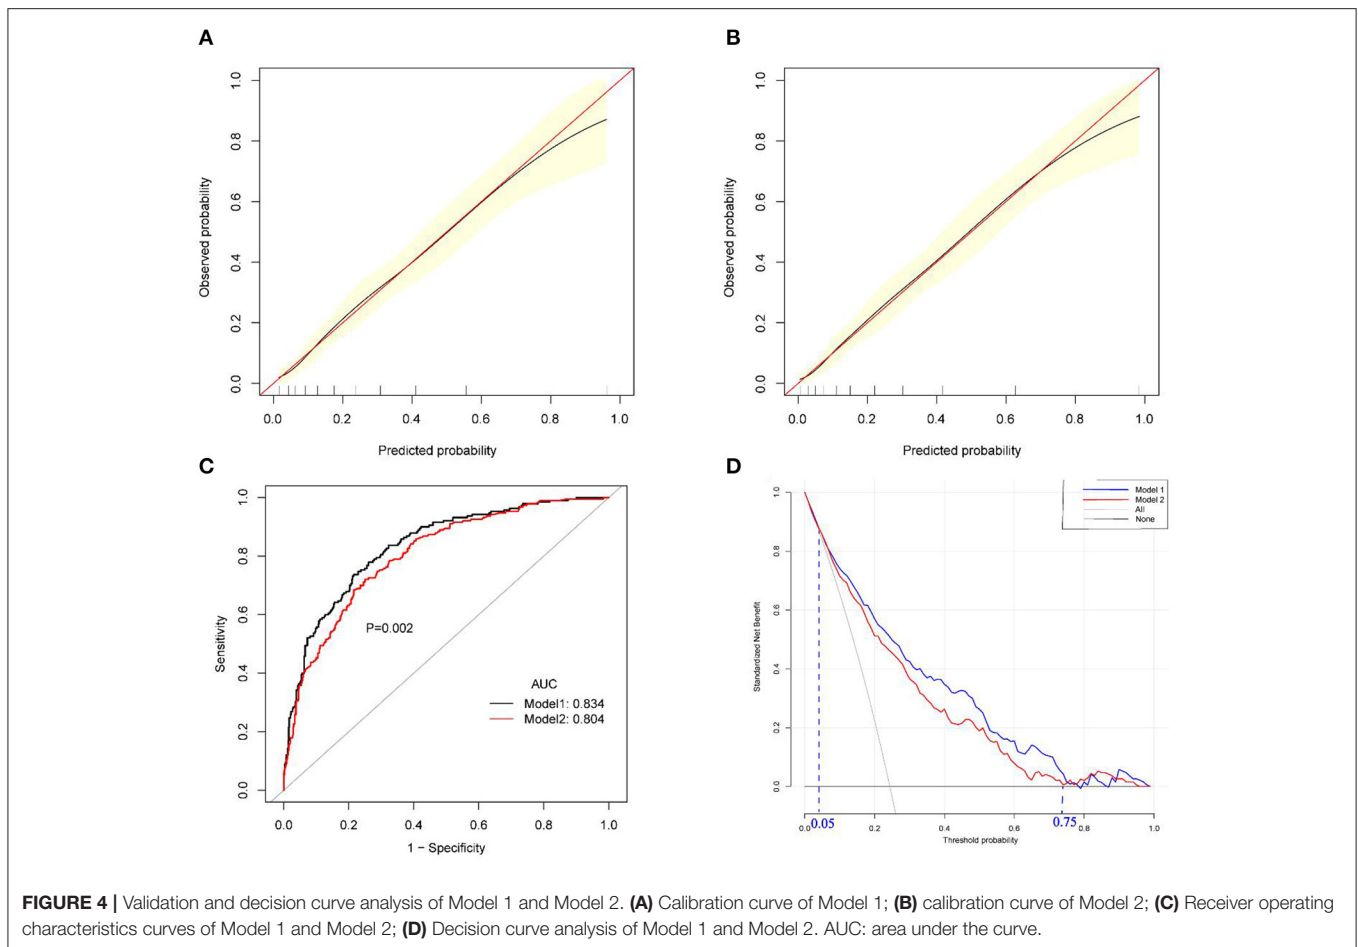 A
1.0
0.8
0.6
0.4
0.2
0.0
Observed probability
0.0 0.2 0.4 0.6 0.8 1.0
Predicted probability
B
1.0
0.8
0.6
0.4
0.2
0.0
Observed probability
0.0 0.2 0.4 0.6 0.8 1.0
Predicted probability
C
1.0
0.8
0.6
0.4
0.2
0.0
Sensitivity
P=0.002
AUC
Model1: 0.834
Model2: 0.804
0.0 0.2 0.4 0.6 0.8 1.0
1 − Specificity
D
Model 1
Model 2
All
None
1.0
0.8
0.6
0.4
0.2
0.0
Standardized Net Benefit
0.0 0.2 0.4 0.6 0.8 1.0
0.05 0.75
Threshold probability
FIGURE 4 | Validation and decision curve analysis of Model 1 and Model 2. (A) Calibration curve of Model 1; (B) calibration curve of Model 2; (C) Receiver operating
characteristics curves of Model 1 and Model 2; (D) Decision curve analysis of Model 1 and Model 2. AUC: area under the curve.